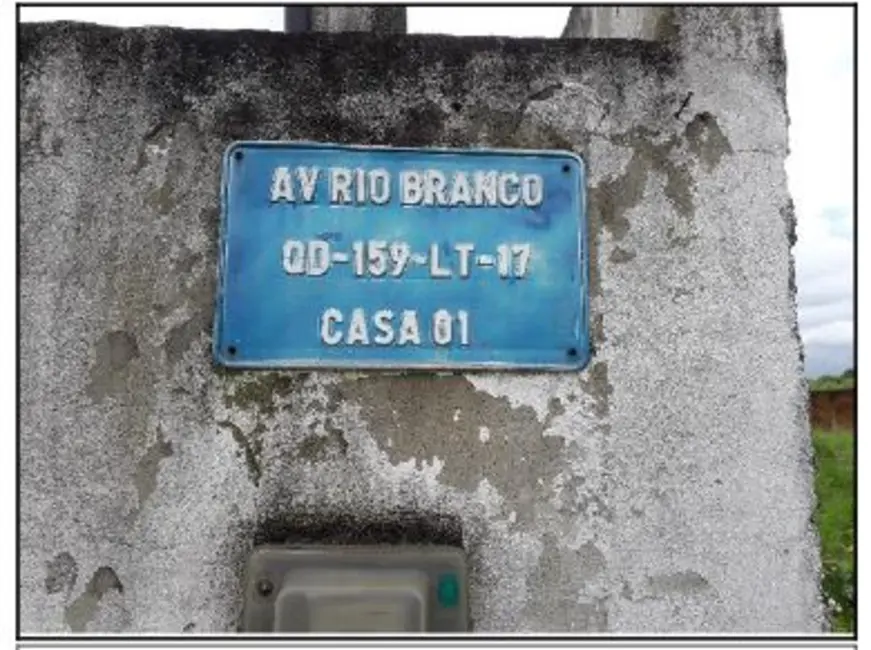 AV RIO BRANCO
QD-159-LT-17
CASA 01